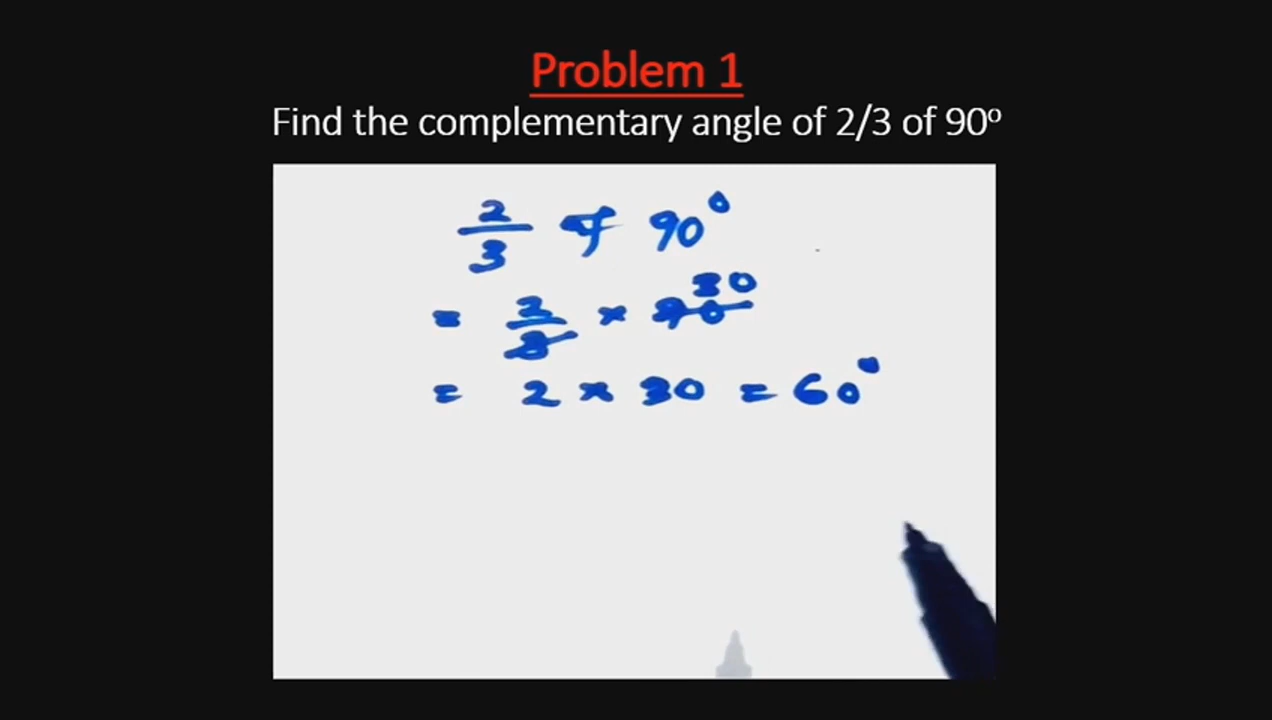 Problem 1
Find the complementary angle of 2/3 of 90°
2/3 of 90°
= 2/3 × 90 30
= 2 × 30 = 60°